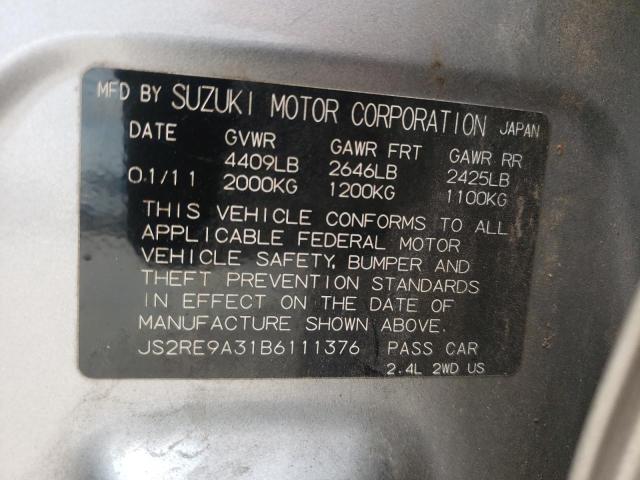 MFD BY SUZUKI MOTOR CORPORATION JAPAN
DATE GVWR GAWR FRT GAWR RR
4409LB 2646LB 2425LB
01/11 2000KG 1200KG 1100KG
THIS VEHICLE CONFORMS TO ALL
APPLICABLE FEDERAL MOTOR
VEHICLE SAFETY, BUMPER AND
THEFT PREVENTION STANDARDS
IN EFFECT ON THE DATE OF
MANUFACTURE SHOWN ABOVE.
JS2RE9A31B6111376 PASS CAR
2.4L 2WD US